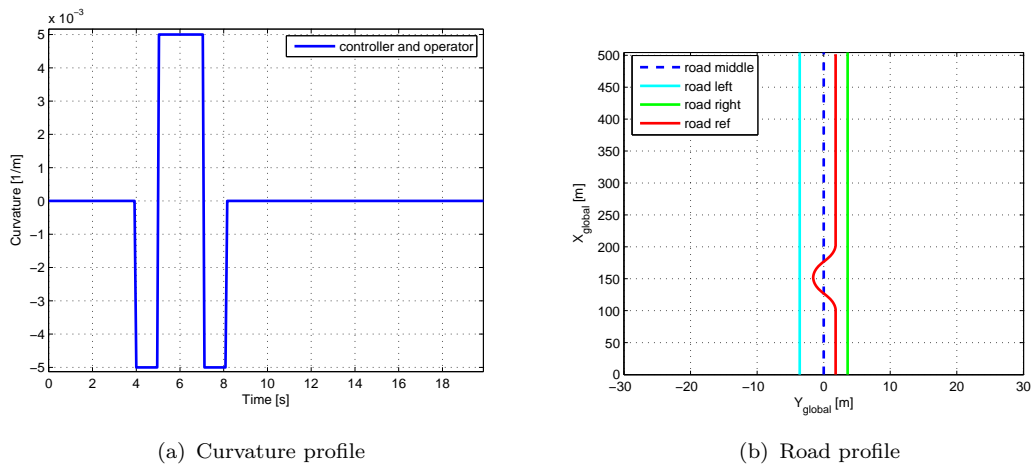 x 10⁻³
5
4
3
2
1
0
−1
−2
−3
−4
−5
Curvature [1/m]
0 2 4 6 8 10 12 14 16 18
Time [s]
controller and operator
(a) Curvature profile
500
450
400
350
300
250
200
150
100
50
0
X_global [m]
−30 −20 −10 0 10 20 30
Y_global [m]
road middle
road left
road right
road ref
(b) Road profile